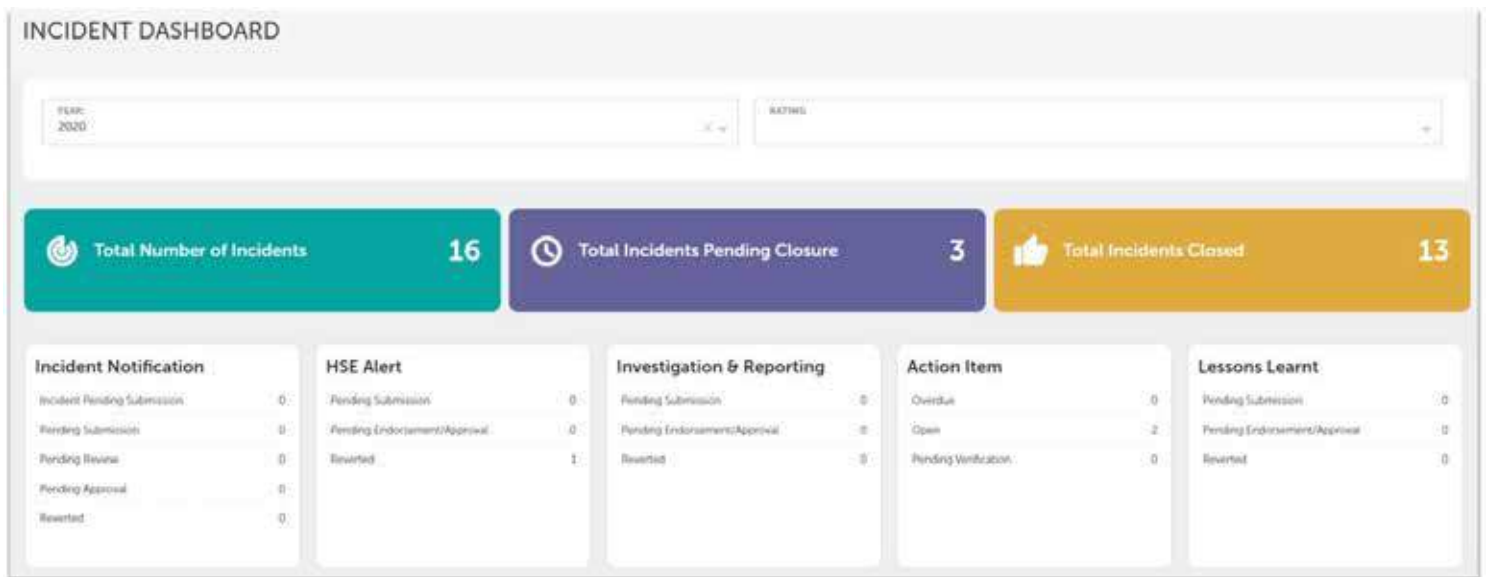 INCIDENT DASHBOARD
YEAR:
2020
RATING:
Total Number of Incidents 16
Total Incidents Pending Closure 3
Total Incidents Closed 13
Incident Notification
Incident Pending Submission 0
Pending Submission 0
Pending Review 0
Pending Approval 0
Reverted 0
HSE Alert
Pending Submission 0
Pending Endorsement/Approval 0
Reverted 1
Investigation & Reporting
Pending Submission 0
Pending Endorsement/Approval 0
Reverted 0
Action Item
Overdue 0
Open 2
Pending Verification 0
Lessons Learnt
Pending Submission 0
Pending Endorsement/Approval 0
Reverted 0